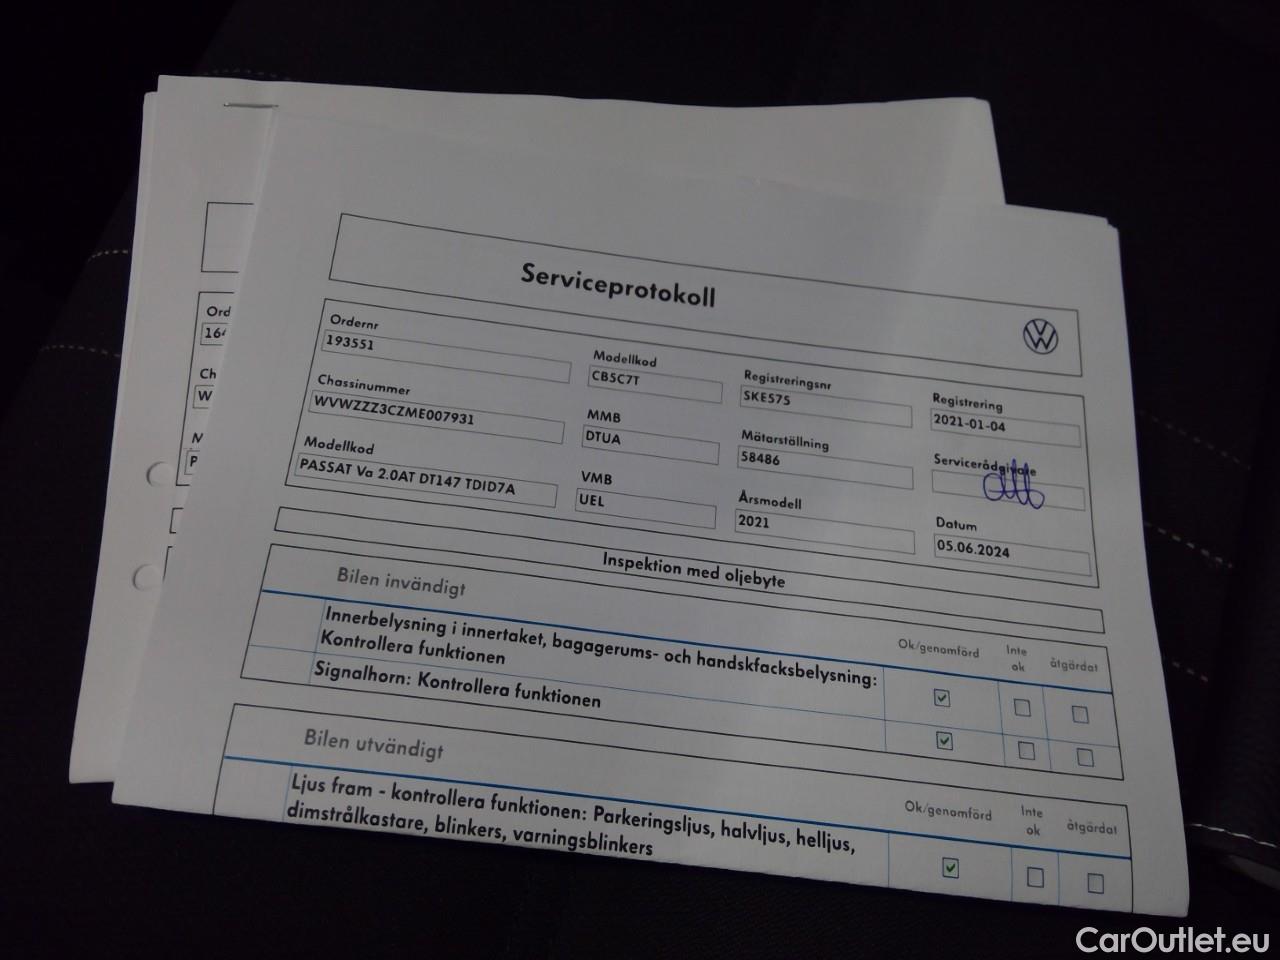 Serviceprotokoll
Ordernr
193551
Modellkod
CB5C7T
Registreringsnr
SKE575
Registrering
2021-01-04
Chassinummer
WVWZZZ3CZME007931
MMB
DTUA
Mätarställning
58486
Servicerådgivare
Modellkod
PASSAT Va 2.0AT DT147 TDID7A
VMB
UEL
Årsmodell
2021
Datum
05.06.2024
Inspektion med oljebyte
Bilen invändigt
Ok/genomförd
Inte
ok
åtgärdat
Innerbelysning i innertaket, bagagerums- och handskfacksbelysning:
Kontrollera funktionen
Signalhorn: Kontrollera funktionen
Bilen utvändigt
Ok/genomförd
Inte
ok
åtgärdat
Ljus fram - kontrollera funktionen: Parkeringsljus, halvljus, helljus,
dimstrålkastare, blinkers, varningsblinkers
Ord
164
Ch
W
M
P
CarOutlet.eu